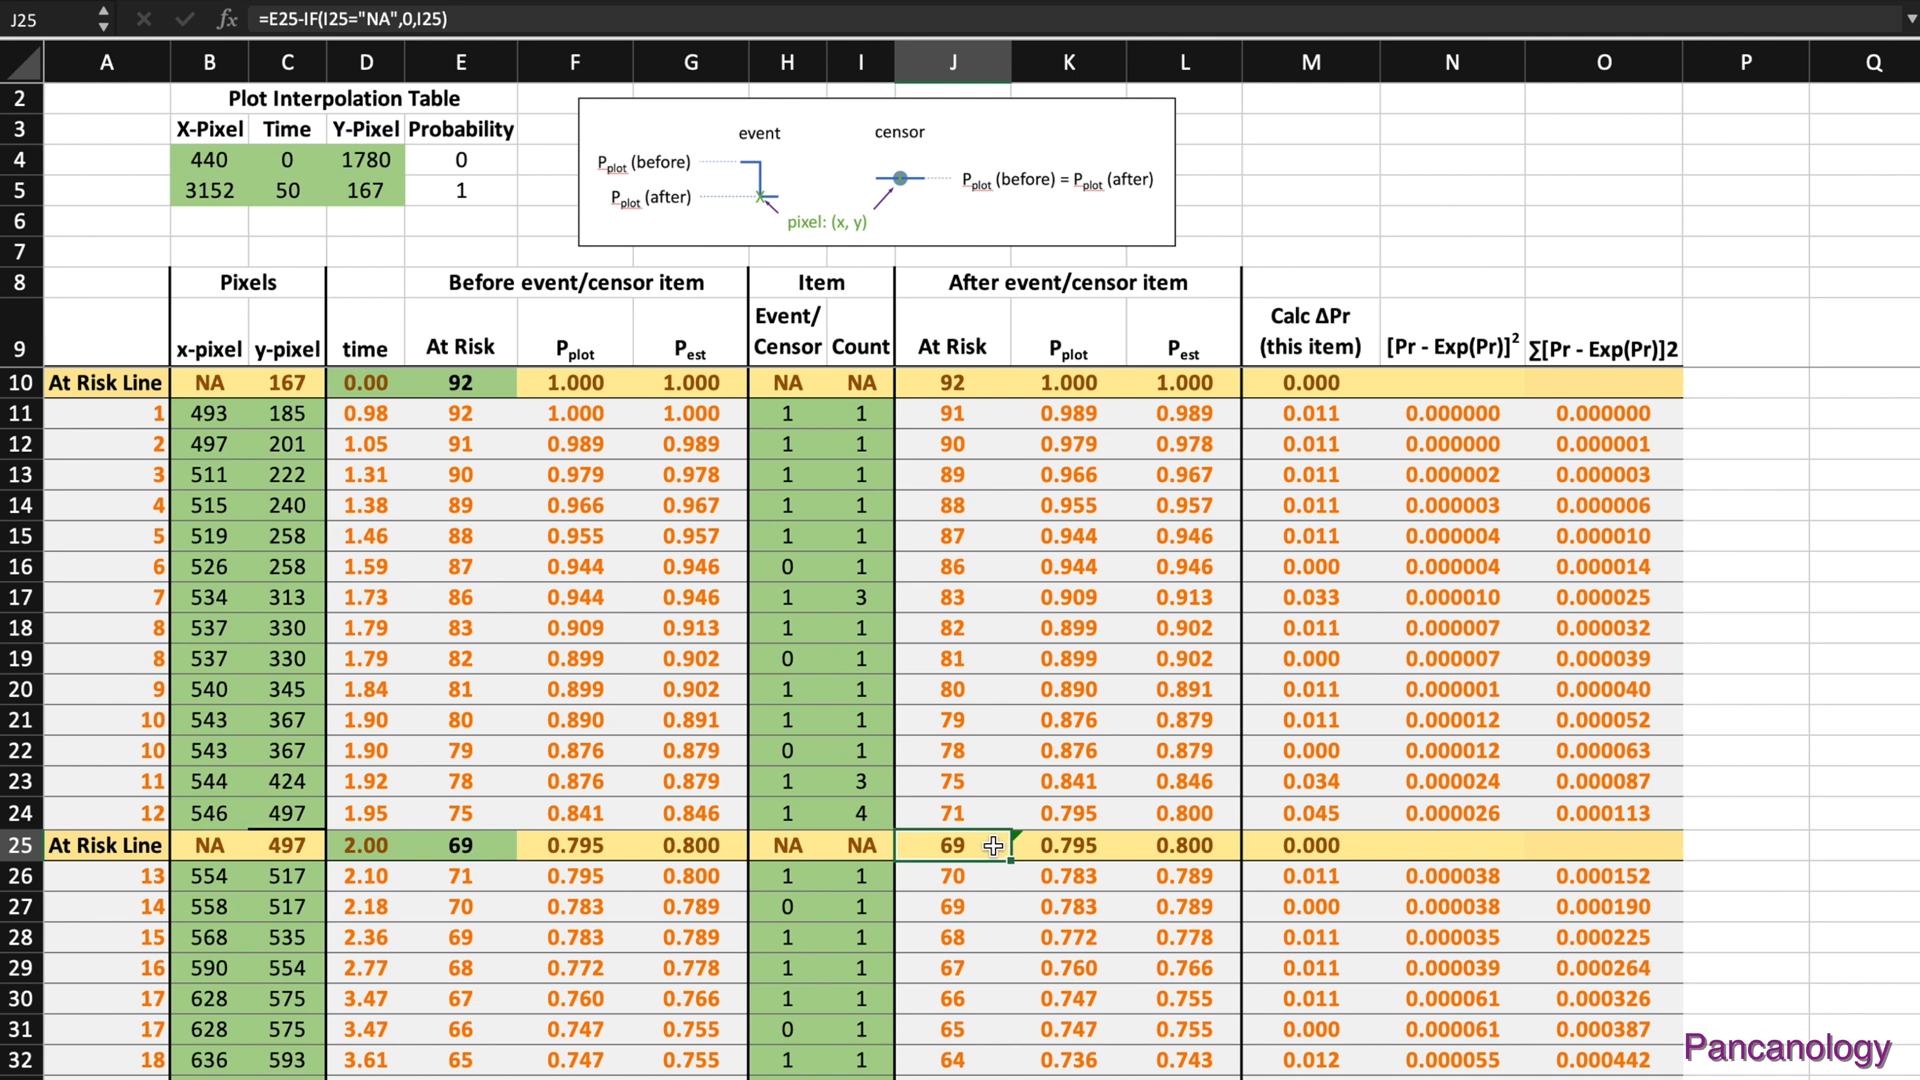 J25 fx =E25-IF(I25="NA",0,I25)
A B C D E F G H I J K L M N O P Q
2 Plot Interpolation Table
3 X-Pixel Time Y-Pixel Probability
4 440 0 1780 0
5 3152 50 167 1
6
7
event censor
Pplot (before)
Pplot (after)
Pplot (before) = Pplot (after)
pixel: (x, y)
8 Pixels Before event/censor item Item After event/censor item
9 x-pixel y-pixel time At Risk Pplot Pest Event/Censor Count At Risk Pplot Pest Calc ΔPr (this item) [Pr - Exp(Pr)]² ∑[Pr - Exp(Pr)]2
10 At Risk Line NA 167 0.00 92 1.000 1.000 NA NA 92 1.000 1.000 0.000
11 1 493 185 0.98 92 1.000 1.000 1 1 91 0.989 0.989 0.011 0.000000 0.000000
12 2 497 201 1.05 91 0.989 0.989 1 1 90 0.979 0.978 0.011 0.000000 0.000001
13 3 511 222 1.31 90 0.979 0.978 1 1 89 0.966 0.967 0.011 0.000002 0.000003
14 4 515 240 1.38 89 0.966 0.967 1 1 88 0.955 0.957 0.011 0.000003 0.000006
15 5 519 258 1.46 88 0.955 0.957 1 1 87 0.944 0.946 0.011 0.000004 0.000010
16 6 526 258 1.59 87 0.944 0.946 0 1 86 0.944 0.946 0.000 0.000004 0.000014
17 7 534 313 1.73 86 0.944 0.946 1 3 83 0.909 0.913 0.033 0.000010 0.000025
18 8 537 330 1.79 83 0.909 0.913 1 1 82 0.899 0.902 0.011 0.000007 0.000032
19 8 537 330 1.79 82 0.899 0.902 0 1 81 0.899 0.902 0.000 0.000007 0.000039
20 9 540 345 1.84 81 0.899 0.902 1 1 80 0.890 0.891 0.011 0.000001 0.000040
21 10 543 367 1.90 80 0.890 0.891 1 1 79 0.876 0.879 0.011 0.000012 0.000052
22 10 543 367 1.90 79 0.876 0.879 0 1 78 0.876 0.879 0.000 0.000012 0.000063
23 11 544 424 1.92 78 0.876 0.879 1 3 75 0.841 0.846 0.034 0.000024 0.000087
24 12 546 497 1.95 75 0.841 0.846 1 4 71 0.795 0.800 0.045 0.000026 0.000113
25 At Risk Line NA 497 2.00 69 0.795 0.800 NA NA 69 0.795 0.800 0.000
26 13 554 517 2.10 71 0.795 0.800 1 1 70 0.783 0.789 0.011 0.000038 0.000152
27 14 558 517 2.18 70 0.783 0.789 0 1 69 0.783 0.789 0.000 0.000038 0.000190
28 15 568 535 2.36 69 0.783 0.789 1 1 68 0.772 0.778 0.011 0.000035 0.000225
29 16 590 554 2.77 68 0.772 0.778 1 1 67 0.760 0.766 0.011 0.000039 0.000264
30 17 628 575 3.47 67 0.760 0.766 1 1 66 0.747 0.755 0.011 0.000061 0.000326
31 17 628 575 3.47 66 0.747 0.755 0 1 65 0.747 0.755 0.000 0.000061 0.000387
32 18 636 593 3.61 65 0.747 0.755 1 1 64 0.736 0.743 0.012 0.000055 0.000442
Pancanology